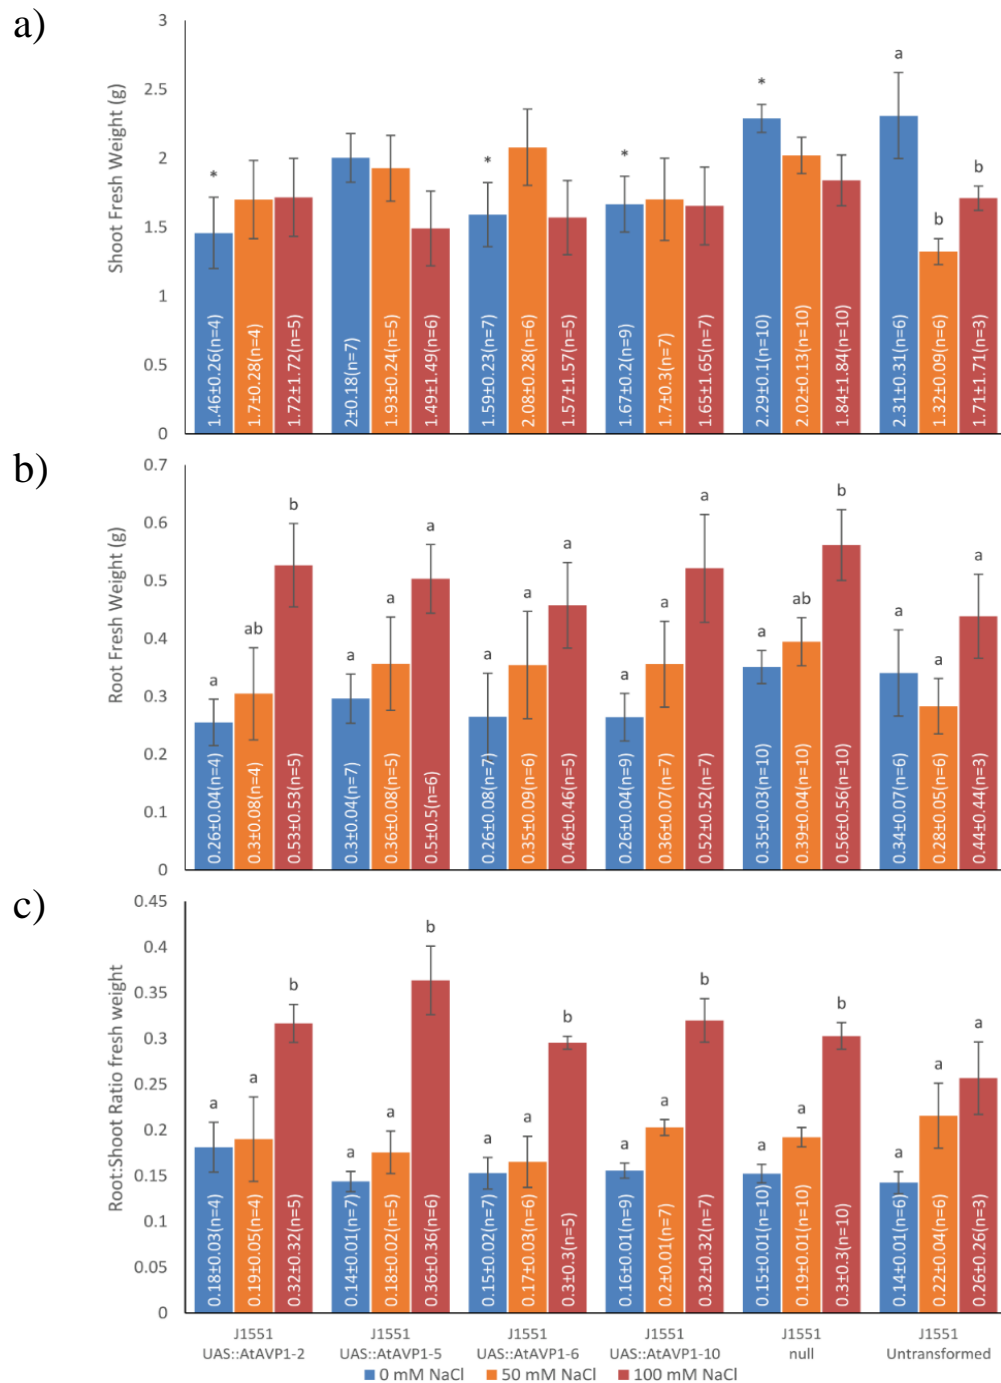 a)
Shoot Fresh Weight (g)
3
2.5
2
1.5
1
0.5
0
*
*
*
*
a
b
b
1.46±0.26(n=4)
1.7±0.28(n=4)
1.72±1.72(n=5)
2±0.18(n=7)
1.93±0.24(n=5)
1.49±1.49(n=6)
1.59±0.23(n=7)
2.08±0.28(n=6)
1.57±1.57(n=5)
1.67±0.2(n=9)
1.7±0.3(n=7)
1.65±1.65(n=7)
2.29±0.1(n=10)
2.02±0.13(n=10)
1.84±1.84(n=10)
2.31±0.31(n=6)
1.32±0.09(n=6)
1.71±1.71(n=3)
b)
Root Fresh Weight (g)
0.7
0.6
0.5
0.4
0.3
0.2
0.1
0
a
ab
b
a
a
a
a
a
a
a
a
a
a
ab
b
a
a
a
0.26±0.04(n=4)
0.3±0.08(n=4)
0.53±0.53(n=5)
0.3±0.04(n=7)
0.36±0.08(n=5)
0.5±0.5(n=6)
0.26±0.08(n=7)
0.35±0.09(n=6)
0.46±0.46(n=5)
0.26±0.04(n=9)
0.36±0.07(n=7)
0.52±0.52(n=7)
0.35±0.03(n=10)
0.39±0.04(n=10)
0.56±0.56(n=10)
0.34±0.07(n=6)
0.28±0.05(n=6)
0.44±0.44(n=3)
c)
Root:Shoot Ratio fresh weight
0.45
0.4
0.35
0.3
0.25
0.2
0.15
0.1
0.05
0
a
a
b
a
a
b
a
a
b
a
a
b
a
a
b
a
a
a
0.18±0.03(n=4)
0.19±0.05(n=4)
0.32±0.32(n=5)
0.14±0.01(n=7)
0.18±0.02(n=5)
0.36±0.36(n=6)
0.15±0.02(n=7)
0.17±0.03(n=6)
0.3±0.3(n=5)
0.16±0.01(n=9)
0.2±0.01(n=7)
0.32±0.32(n=7)
0.15±0.01(n=10)
0.19±0.01(n=10)
0.3±0.3(n=10)
0.14±0.01(n=6)
0.22±0.04(n=6)
0.26±0.26(n=3)
J1551
UAS::AtAVP1-2
J1551
UAS::AtAVP1-5
J1551
UAS::AtAVP1-6
J1551
UAS::AtAVP1-10
J1551
null
J1551
Untransformed
0 mM NaCl
50 mM NaCl
100 mM NaCl